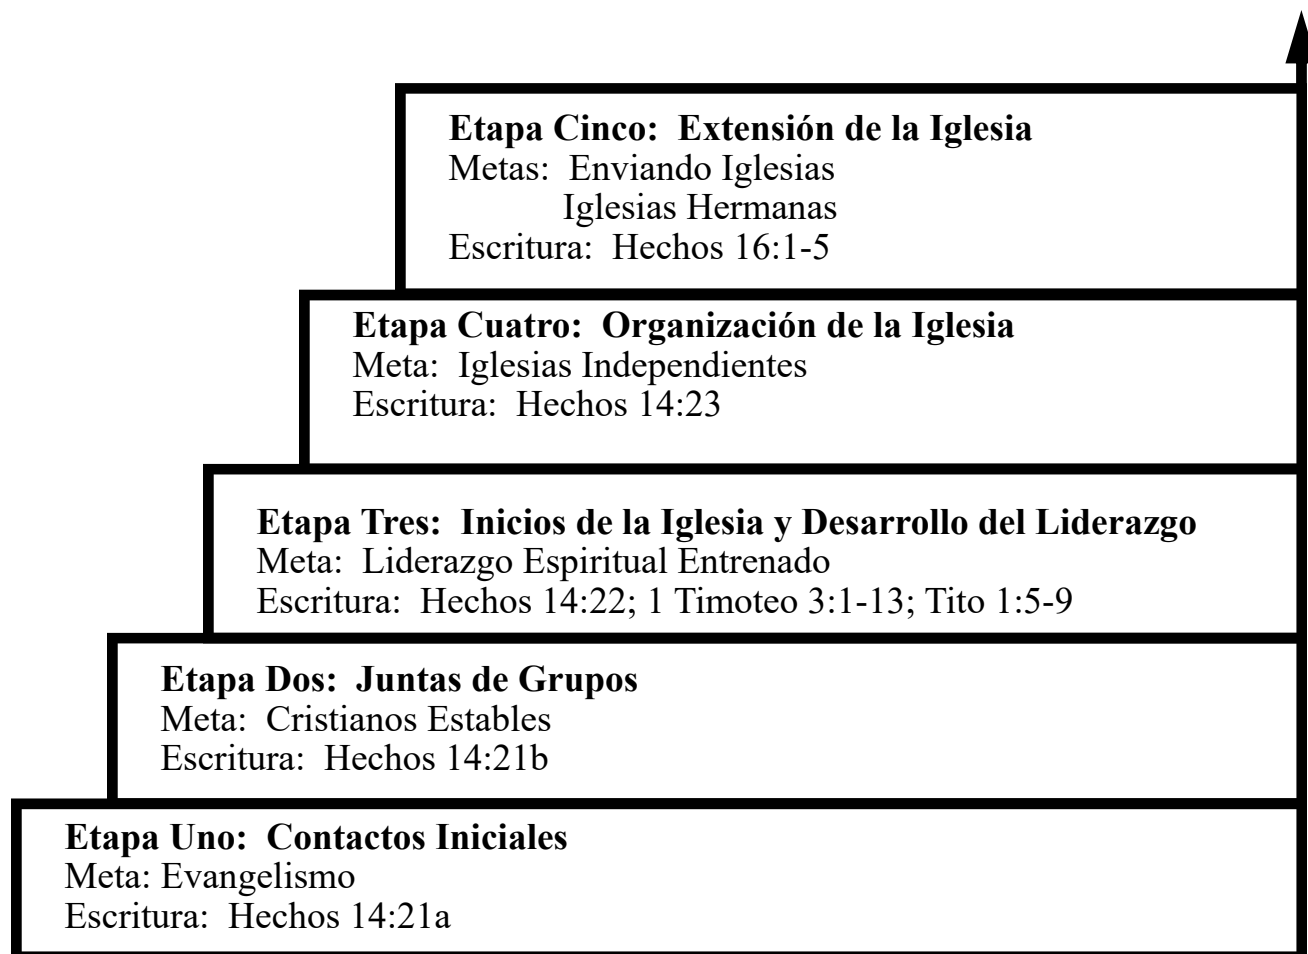 Etapa Cinco:  Extensión de la Iglesia
Metas:  Enviando Iglesias
Iglesias Hermanas
Escritura:  Hechos 16:1-5
Etapa Cuatro:  Organización de la Iglesia
Meta:  Iglesias Independientes
Escritura:  Hechos 14:23
Etapa Tres:  Inicios de la Iglesia y Desarrollo del Liderazgo
Meta:  Liderazgo Espiritual Entrenado
Escritura:  Hechos 14:22; 1 Timoteo 3:1-13; Tito 1:5-9
Etapa Dos:  Juntas de Grupos
Meta:  Cristianos Estables
Escritura:  Hechos 14:21b
Etapa Uno:  Contactos Iniciales
Meta: Evangelismo
Escritura:  Hechos 14:21a